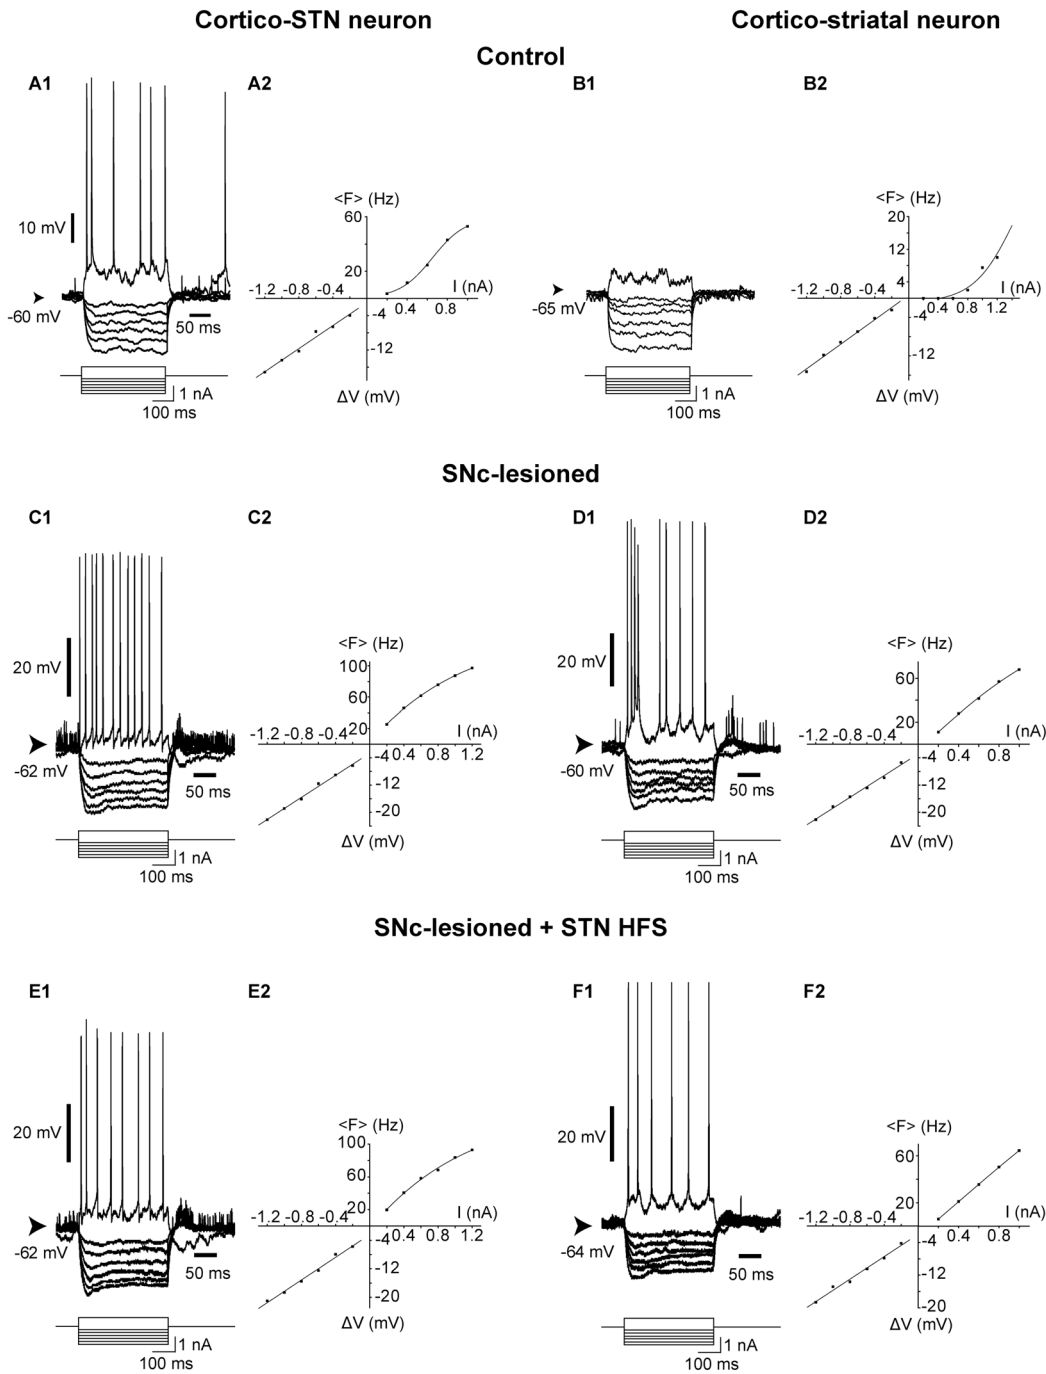 Cortico-STN neuron
Cortico-striatal neuron
Control
A1
A2
B1
B2
<F> (Hz)
60
20
I (nA)
-1.2 -0.8 -0.4
0.4 0.8
-4
-12
ΔV (mV)
10 mV
-60 mV
50 ms
1 nA
100 ms
-65 mV
1 nA
100 ms
<F> (Hz)
20
12
4
I (nA)
-1.2 -0.8 -0.4
0.4 0.8 1.2
-4
-12
ΔV (mV)
SNc-lesioned
C1
C2
D1
D2
20 mV
-62 mV
50 ms
1 nA
100 ms
<F> (Hz)
100
60
20
I (nA)
-1.2 -0.8 -0.4
0.4 0.8 1.2
-4
-12
-20
ΔV (mV)
20 mV
-60 mV
50 ms
1 nA
100 ms
<F> (Hz)
60
20
I (nA)
-1.2 -0.8 -0.4
0.4 0.8
-4
-12
-20
ΔV (mV)
SNc-lesioned + STN HFS
E1
E2
F1
F2
20 mV
-62 mV
50 ms
1 nA
100 ms
<F> (Hz)
100
60
20
I (nA)
-1.2 -0.8 -0.4
0.4 0.8 1.2
-4
-12
-20
ΔV (mV)
20 mV
-64 mV
50 ms
1 nA
100 ms
<F> (Hz)
60
20
I (nA)
-1.2 -0.8 -0.4
0.4 0.8
-4
-12
-20
ΔV (mV)